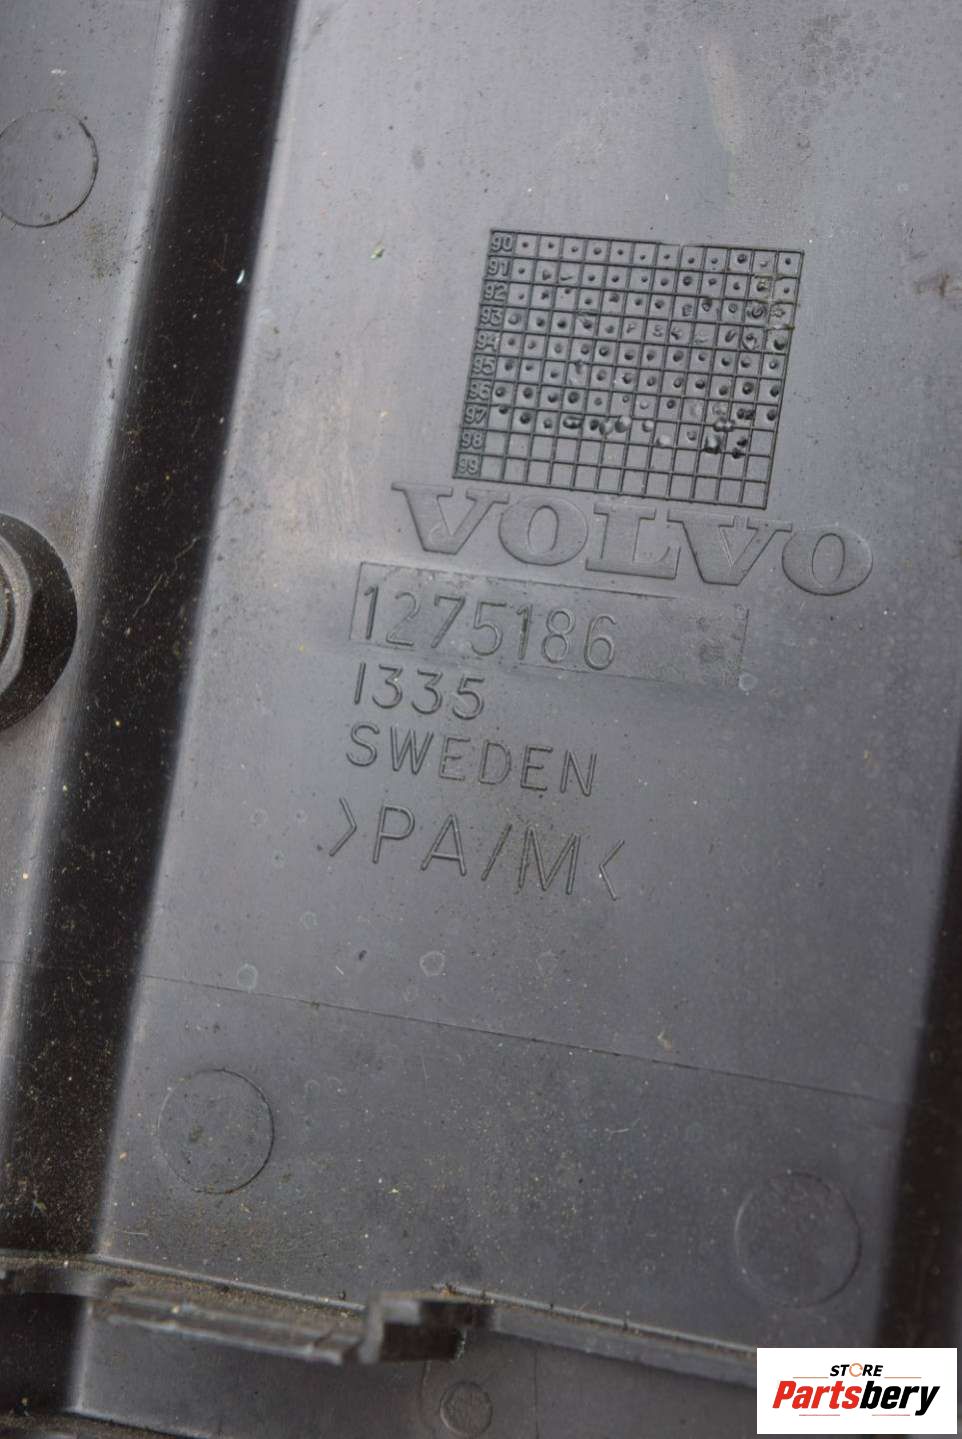 90
91
92
93
94
95
96
97
98
99
VOLVO
1275186
1335
SWEDEN
>PA/M<
STORE
Partsbery